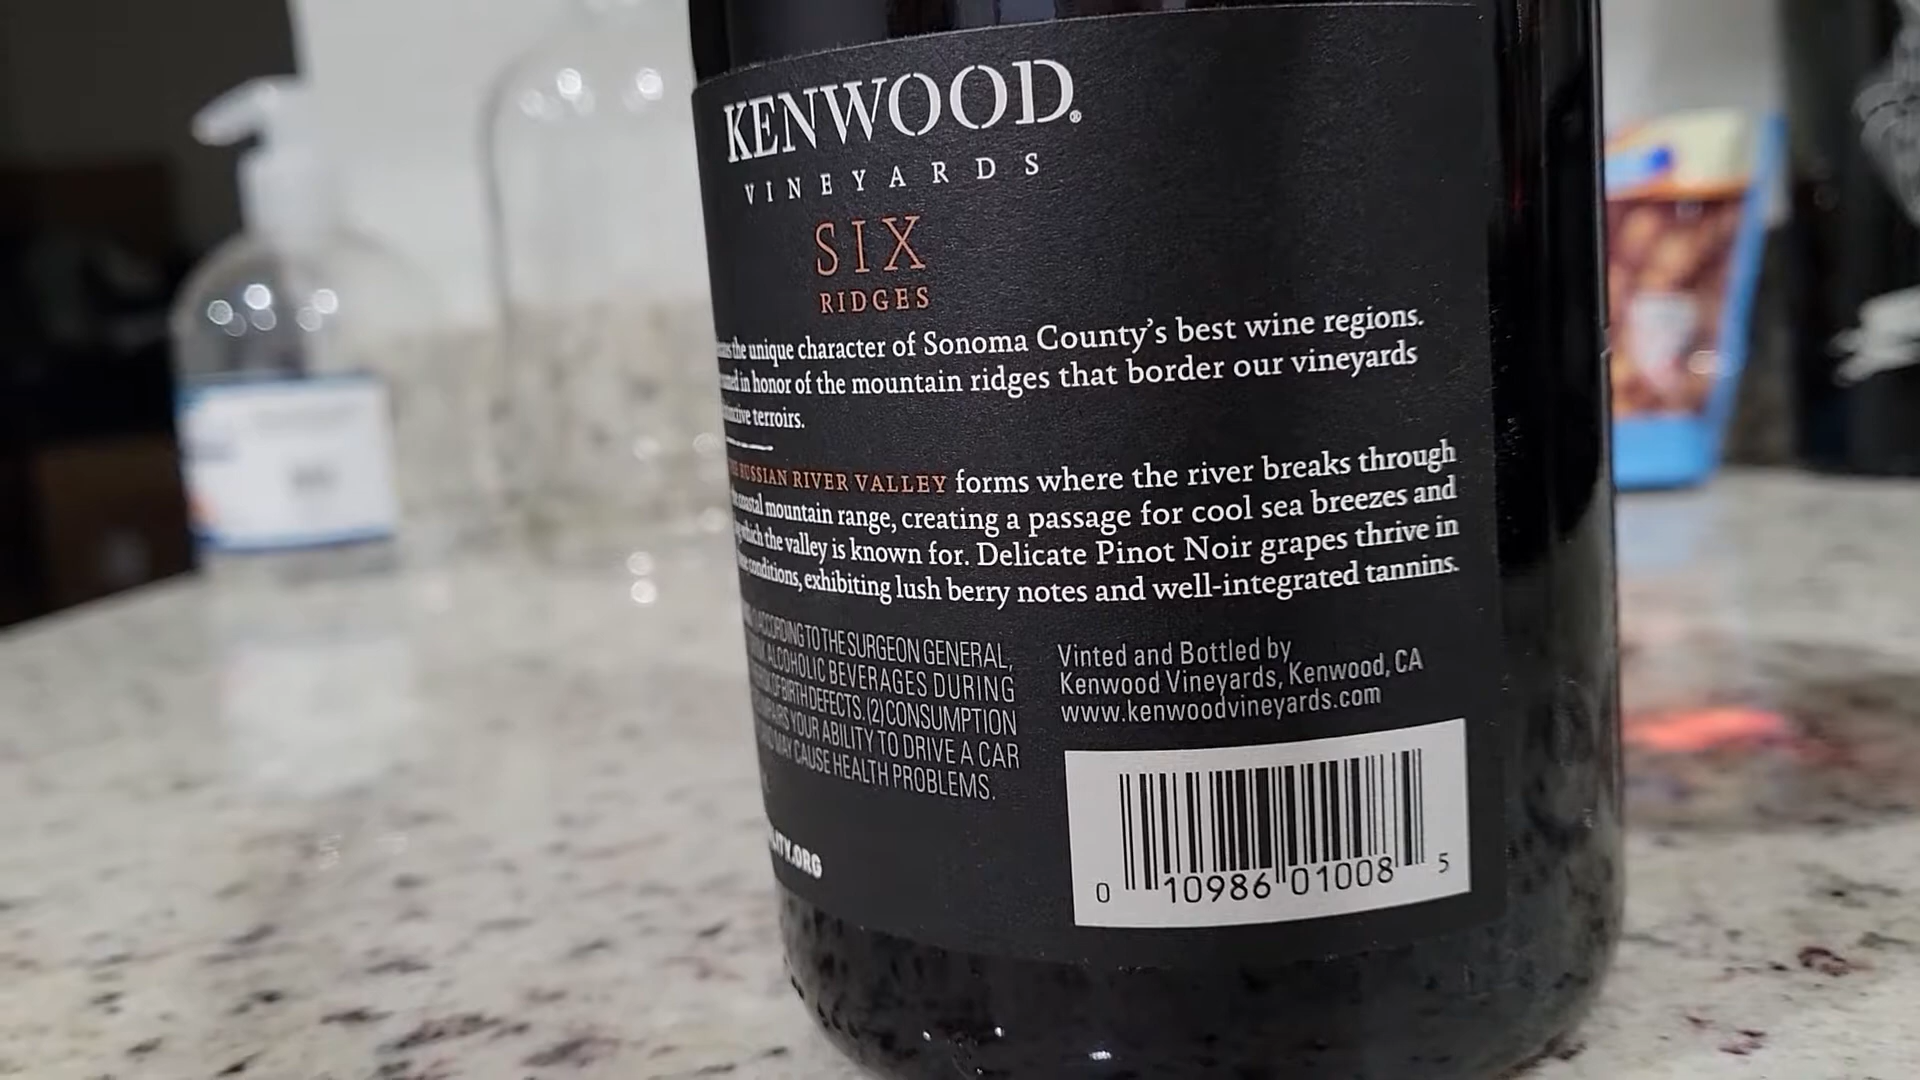 KENWOOD®
VINEYARDS
SIX
RIDGES
the unique character of Sonoma County's best wine regions.
in honor of the mountain ridges that border our vineyards
terroirs.
RUSSIAN RIVER VALLEY forms where the river breaks through
coastal mountain range, creating a passage for cool sea breezes and
which the valley is known for. Delicate Pinot Noir grapes thrive in
conditions, exhibiting lush berry notes and well-integrated tannins.
ACCORDING TO THE SURGEON GENERAL,
ALCOHOLIC BEVERAGES DURING
OF BIRTH DEFECTS. (2) CONSUMPTION
YOUR ABILITY TO DRIVE A CAR
MAY CAUSE HEALTH PROBLEMS.
Vinted and Bottled by
Kenwood Vineyards, Kenwood, CA
www.kenwoodvineyards.com
0 10986 01008 5